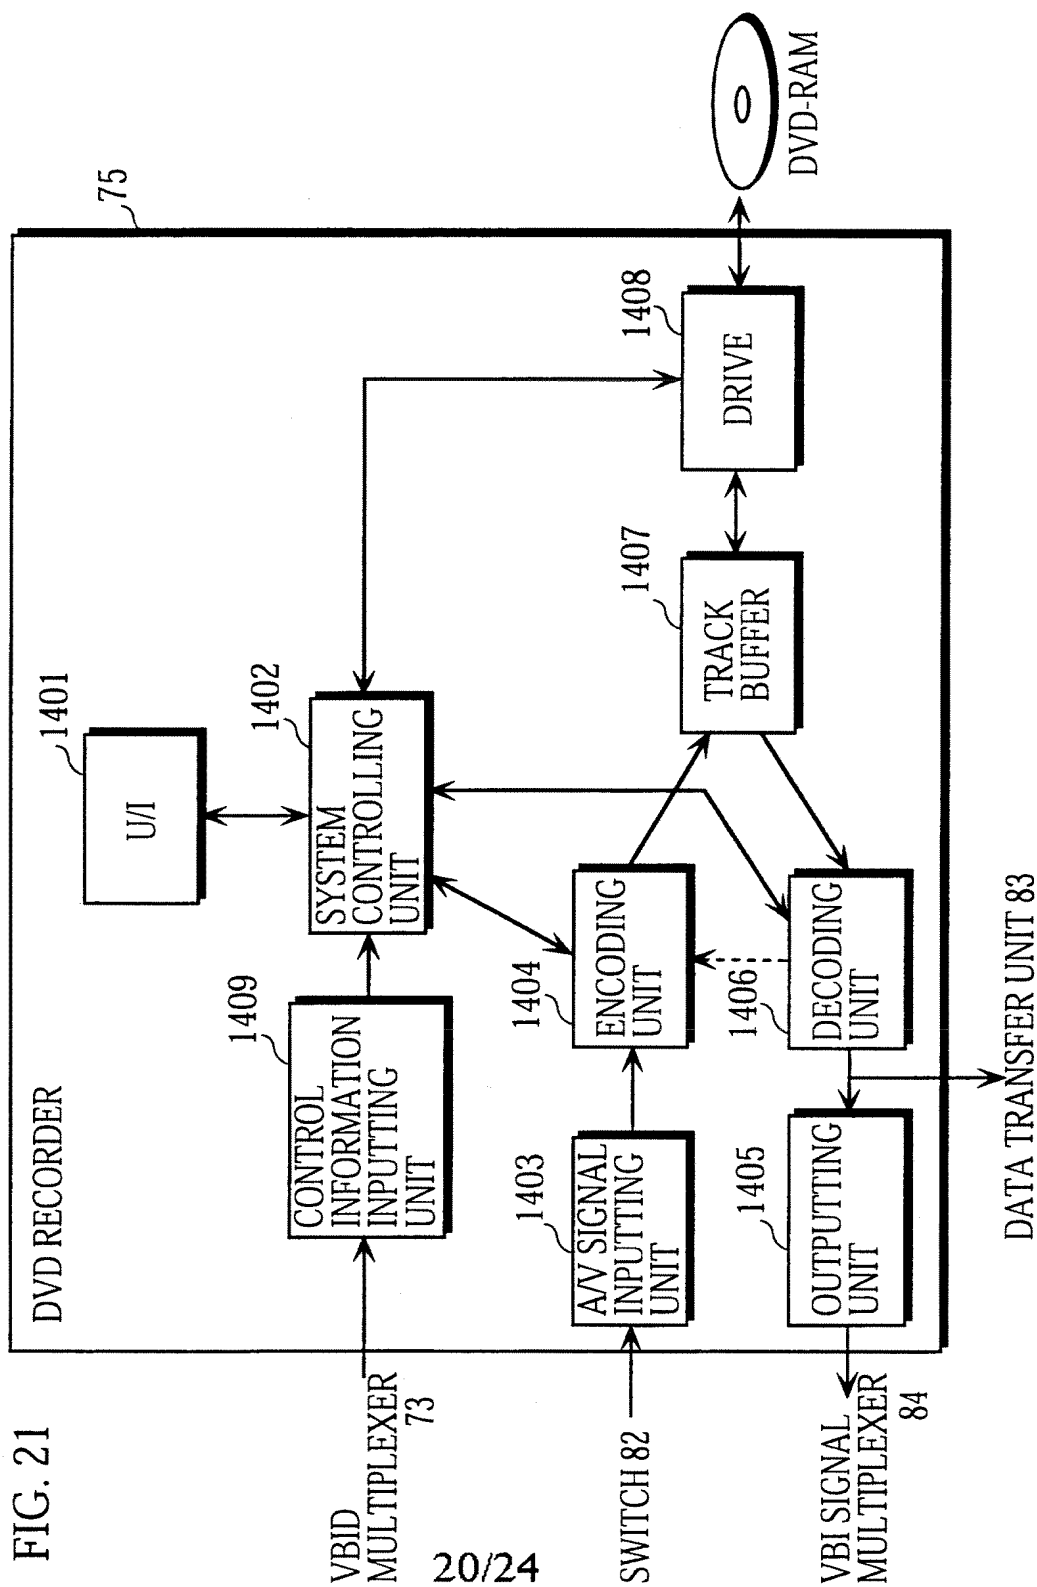 FIG. 21
DVD RECORDER
75
1401
U/I
1402
SYSTEM
CONTROLLING
UNIT
1409
CONTROL
INFORMATION
INPUTTING
UNIT
VBID
MULTIPLEXER
73
1408
DRIVE
DVD-RAM
1407
TRACK
BUFFER
1404
ENCODING
UNIT
1403
A/V SIGNAL
INPUTTING
UNIT
SWITCH 82
1406
DECODING
UNIT
1405
OUTPUTTING
UNIT
VBI SIGNAL
MULTIPLEXER
84
DATA TRANSFER UNIT 83
20/24